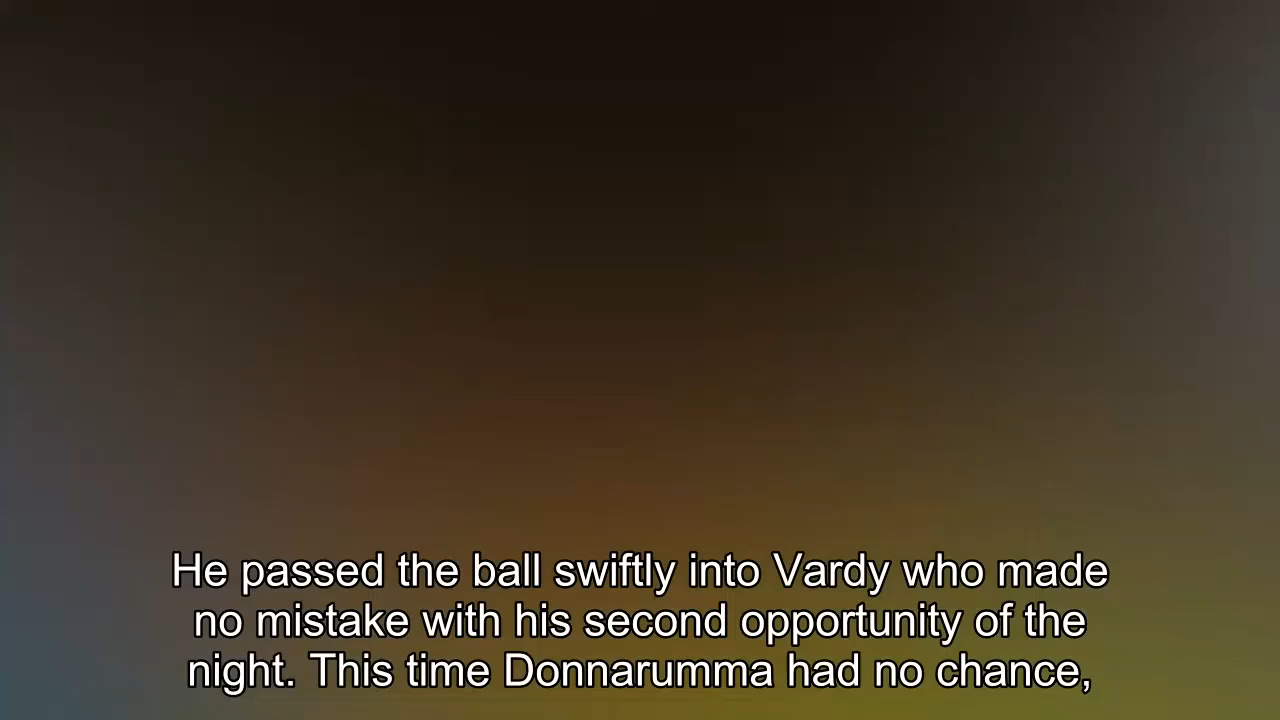 He passed the ball swiftly into Vardy who made
no mistake with his second opportunity of the
night. This time Donnarumma had no chance,